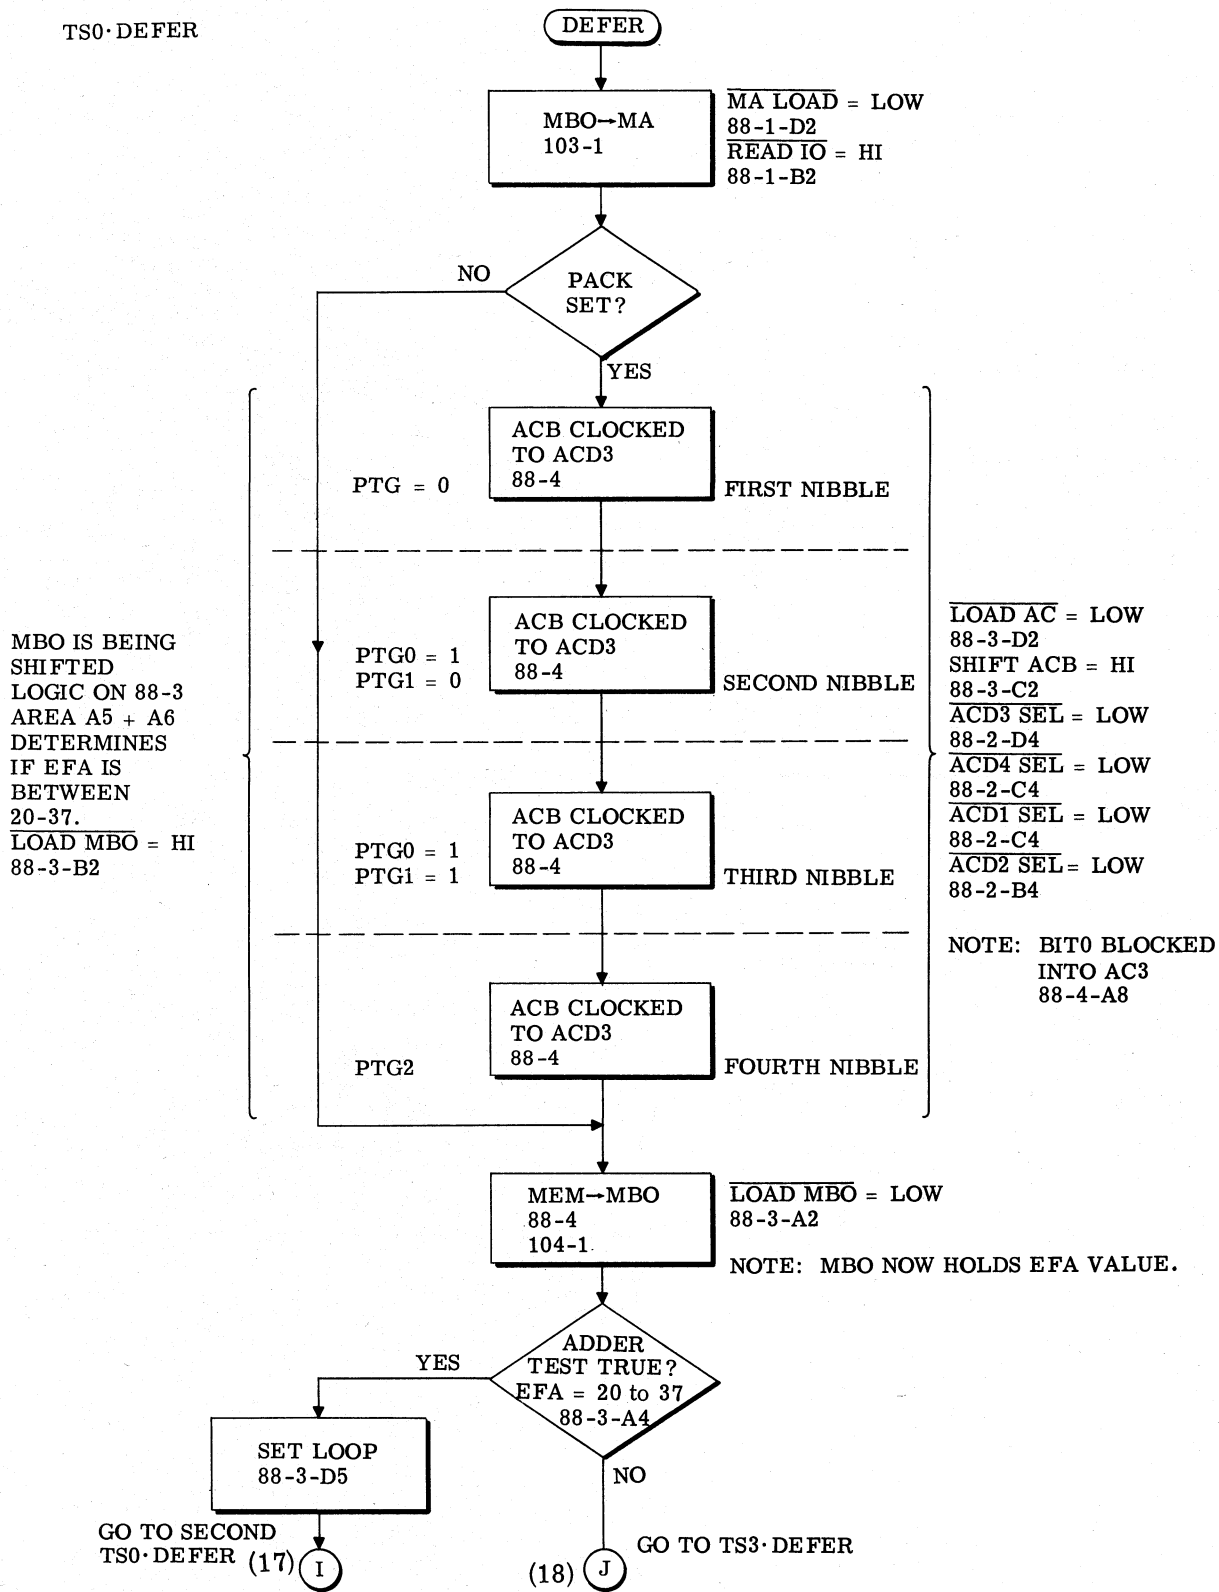 TS0·DEFER
DEFER
MBO→MA
103-1
MA LOAD = LOW
88-1-D2
READ IO = HI
88-1-B2
NO
PACK
SET?
YES
ACB CLOCKED
TO ACD3
88-4
PTG = 0
FIRST NIBBLE
ACB CLOCKED
TO ACD3
88-4
PTG0 = 1
PTG1 = 0
SECOND NIBBLE
ACB CLOCKED
TO ACD3
88-4
PTG0 = 1
PTG1 = 1
THIRD NIBBLE
ACB CLOCKED
TO ACD3
88-4
PTG2
FOURTH NIBBLE
MBO IS BEING
SHIFTED
LOGIC ON 88-3
AREA A5 + A6
DETERMINES
IF EFA IS
BETWEEN
20-37.
LOAD MBO = HI
88-3-B2
LOAD AC = LOW
88-3-D2
SHIFT ACB = HI
88-3-C2
ACD3 SEL = LOW
88-2-D4
ACD4 SEL = LOW
88-2-C4
ACD1 SEL = LOW
88-2-C4
ACD2 SEL = LOW
88-2-B4
NOTE: BIT0 BLOCKED
INTO AC3
88-4-A8
MEM→MBO
88-4
104-1
LOAD MBO = LOW
88-3-A2
NOTE: MBO NOW HOLDS EFA VALUE.
ADDER
TEST TRUE?
EFA = 20 to 37
88-3-A4
YES
NO
SET LOOP
88-3-D5
GO TO SECOND
TS0·DEFER (17) I
GO TO TS3·DEFER
(18) J